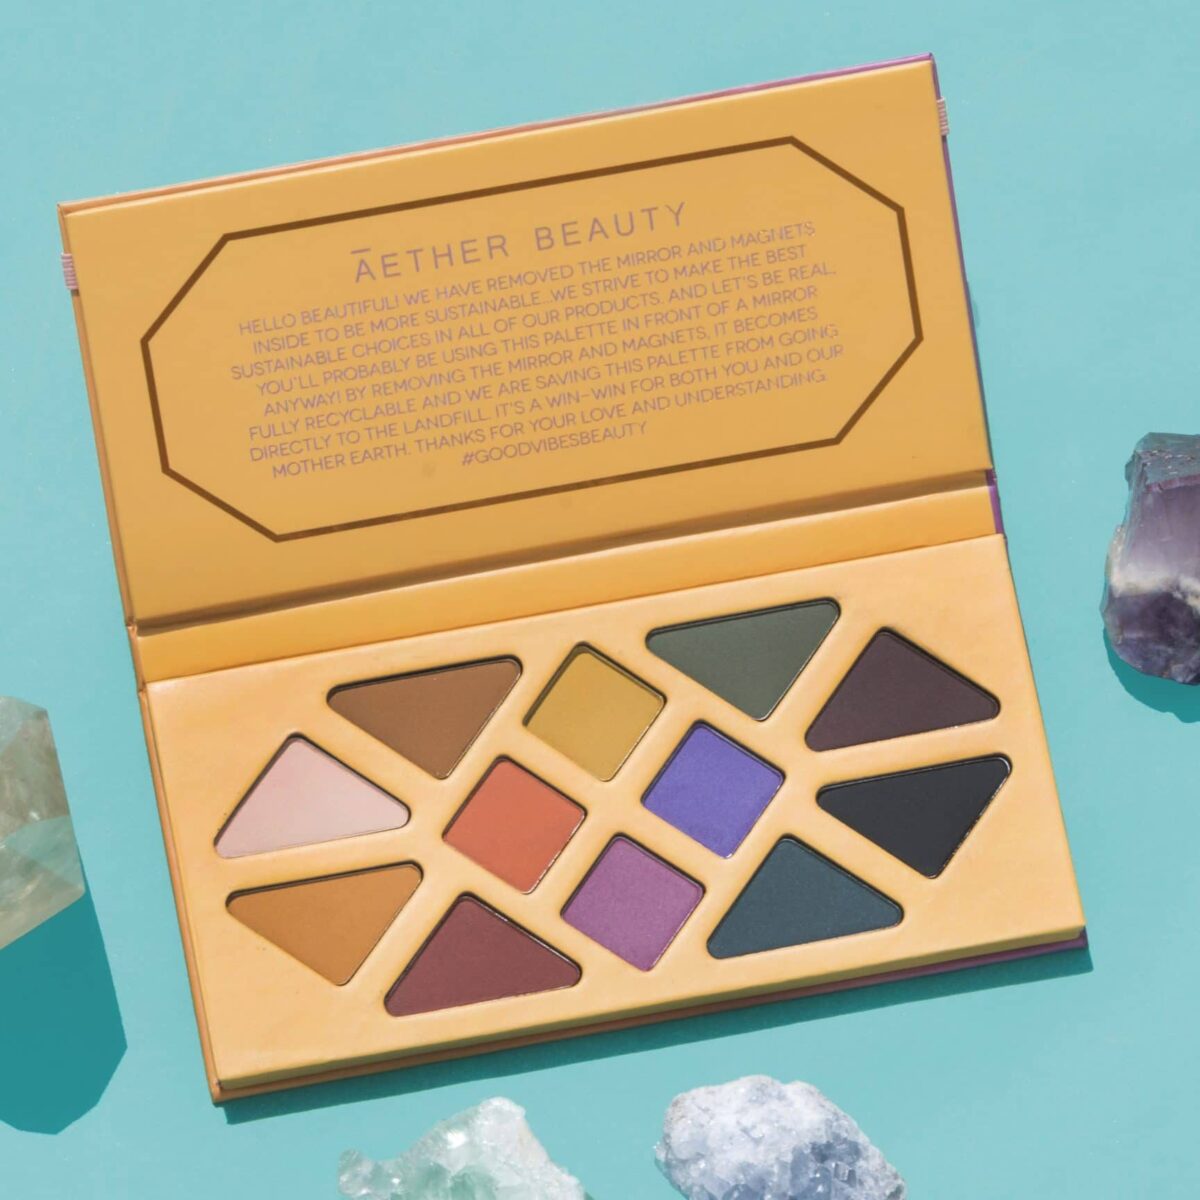 ĀETHER BEAUTY
HELLO BEAUTIFUL! WE HAVE REMOVED THE MIRROR AND MAGNETS
INSIDE TO BE MORE SUSTAINABLE...WE STRIVE TO MAKE THE BEST
SUSTAINABLE CHOICES IN ALL OF OUR PRODUCTS. AND LET'S BE REAL,
YOU'LL PROBABLY BE USING THIS PALETTE IN FRONT OF A MIRROR
ANYWAY! BY REMOVING THE MIRROR AND MAGNETS, IT BECOMES
FULLY RECYCLABLE AND WE ARE SAVING THIS PALETTE FROM GOING
DIRECTLY TO THE LANDFILL. IT'S A WIN-WIN FOR BOTH YOU AND OUR
MOTHER EARTH. THANKS FOR YOUR LOVE AND UNDERSTANDING.
#GOODVIBESBEAUTY